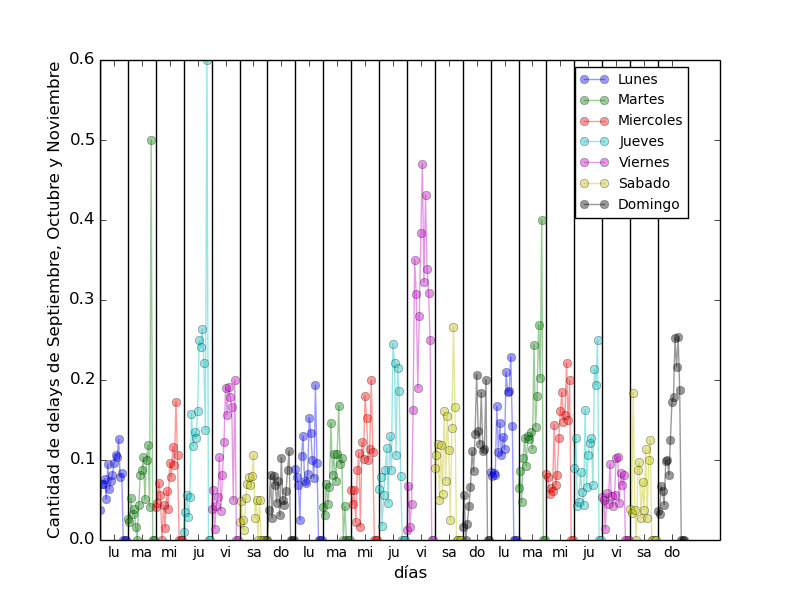 0.6
0.5
0.4
0.3
0.2
0.1
0.0
Cantidad de delays de Septiembre, Octubre y Noviembre
Lunes
Martes
Miercoles
Jueves
Viernes
Sabado
Domingo
lu ma mi ju vi sa do lu ma mi ju vi sa do lu ma mi ju vi sa do
días